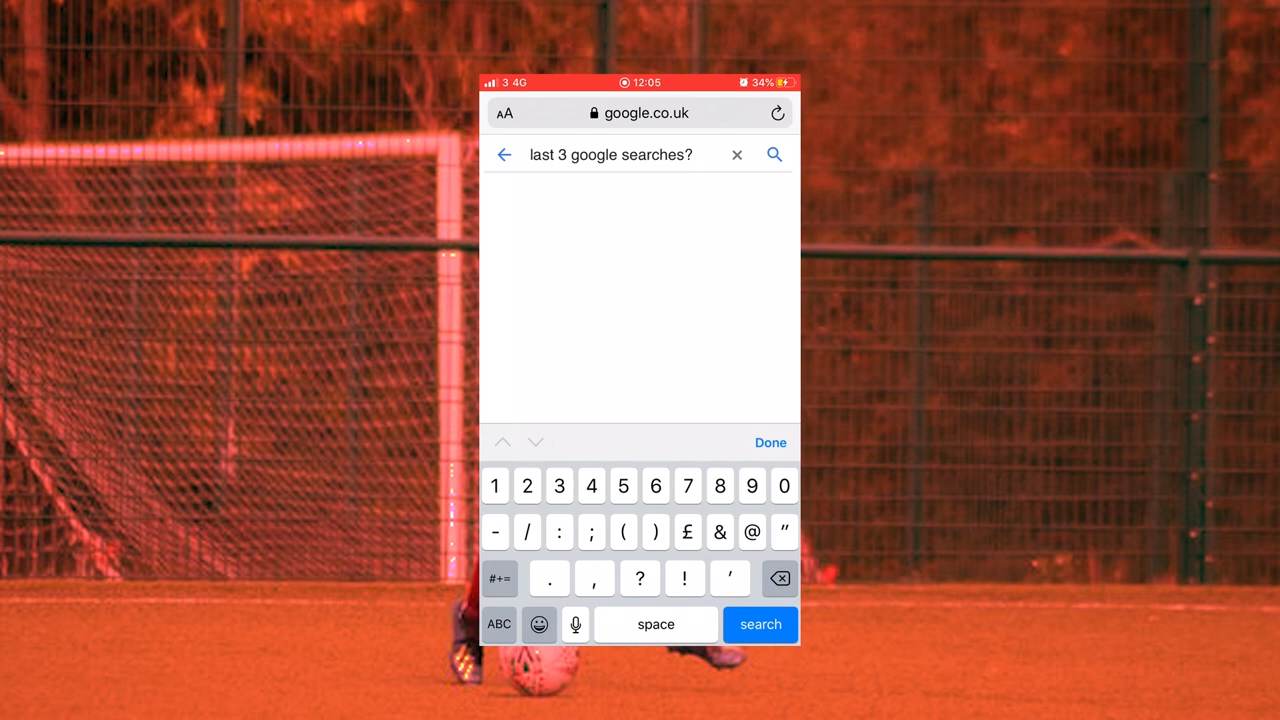 3 4G 12:05 34%
AA google.co.uk
last 3 google searches?
Done
1 2 3 4 5 6 7 8 9 0
- / : ; ( ) £ & @ "
#+= . , ? ! '
ABC space search